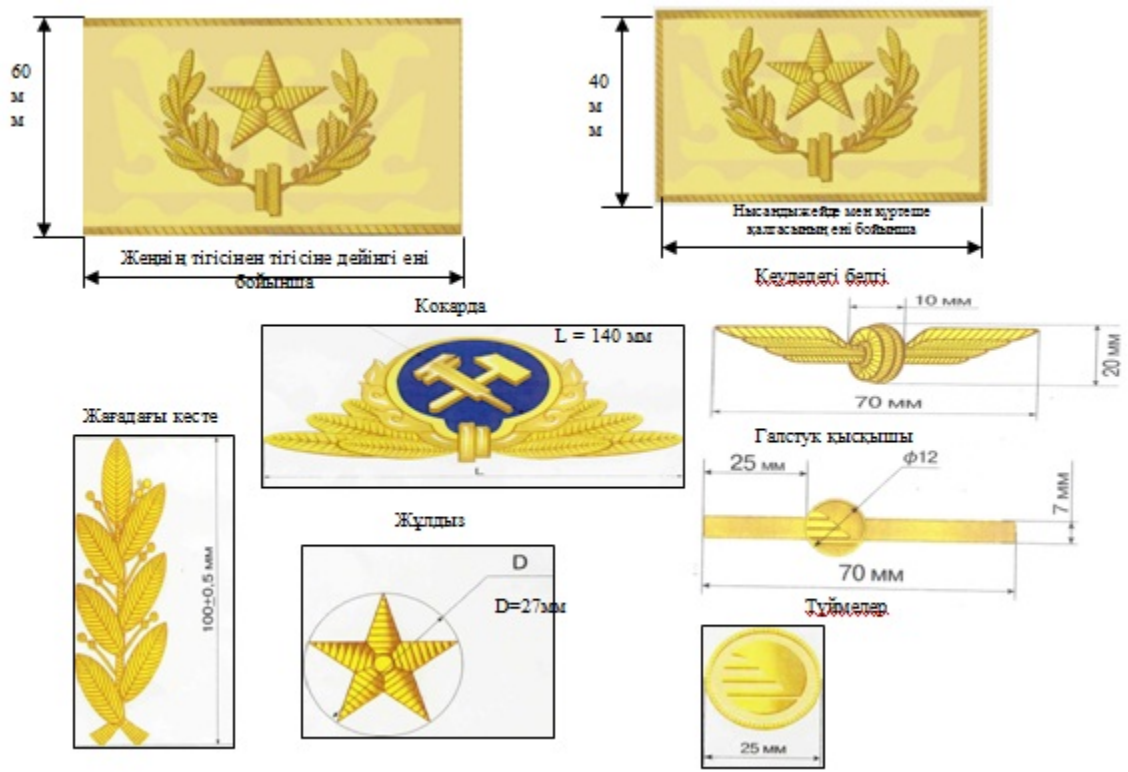 60
м
м
40
м
м
Жеңнің тігісінен тігісіне дейінгі ені
бойынша
Нысандыжейде мен күртеше
қалғасының ені бойынша
Кеудедегі белгі
10 мм
20 мм
70 мм
Кокарда
L = 140 мм
L
Жағадағы кесте
100±0,5 мм
Галстук қысқышы
25 мм
ф12
7 мм
70 мм
Жұлдыз
D
D=27мм
Түймелер
25 мм